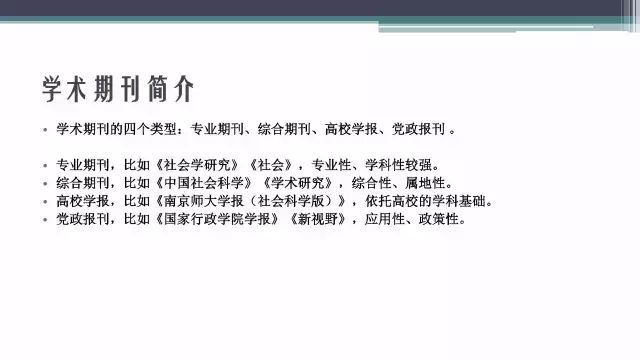 学术期刊简介
• 学术期刊的四个类型：专业期刊、综合期刊、高校学报、党政报刊 。
• 专业期刊，比如《社会学研究》《社会》，专业性、学科性较强。
• 综合期刊，比如《中国社会科学》《学术研究》，综合性、属地性。
• 高校学报，比如《南京师大学报（社会科学版）》，依托高校的学科基础。
• 党政报刊，比如《国家行政学院学报》《新视野》，应用性、政策性。